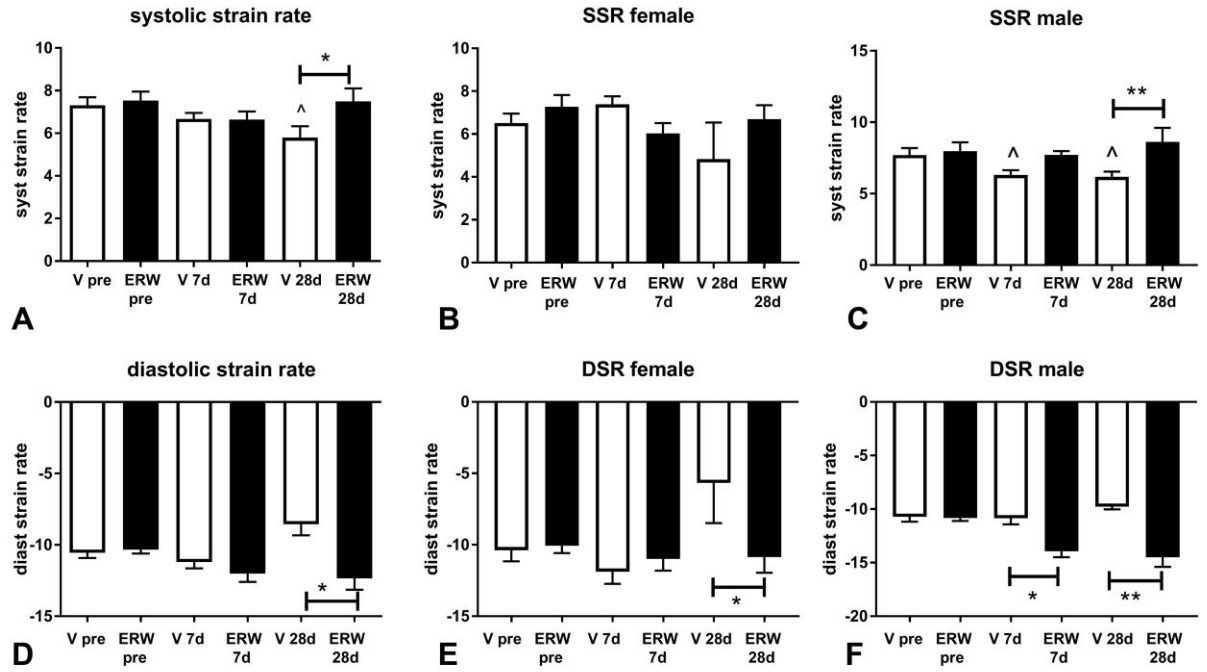 systolic strain rate
syst strain rate
10
8
6
4
2
0
^
*
V pre
ERW
pre
V 7d
ERW
7d
V 28d
ERW
28d
A
SSR female
syst strain rate
10
8
6
4
2
0
V pre
ERW
pre
V 7d
ERW
7d
V 28d
ERW
28d
B
SSR male
syst strain rate
15
10
5
0
^
^
**
V pre
ERW
pre
V 7d
ERW
7d
V 28d
ERW
28d
C
diastolic strain rate
diast strain rate
0
-5
-10
-15
*
V pre
ERW
pre
V 7d
ERW
7d
V 28d
ERW
28d
D
DSR female
diast strain rate
0
-5
-10
-15
*
V pre
ERW
pre
V 7d
ERW
7d
V 28d
ERW
28d
E
DSR male
diast strain rate
0
-5
-10
-15
-20
*
**
V pre
ERW
pre
V 7d
ERW
7d
V 28d
ERW
28d
F